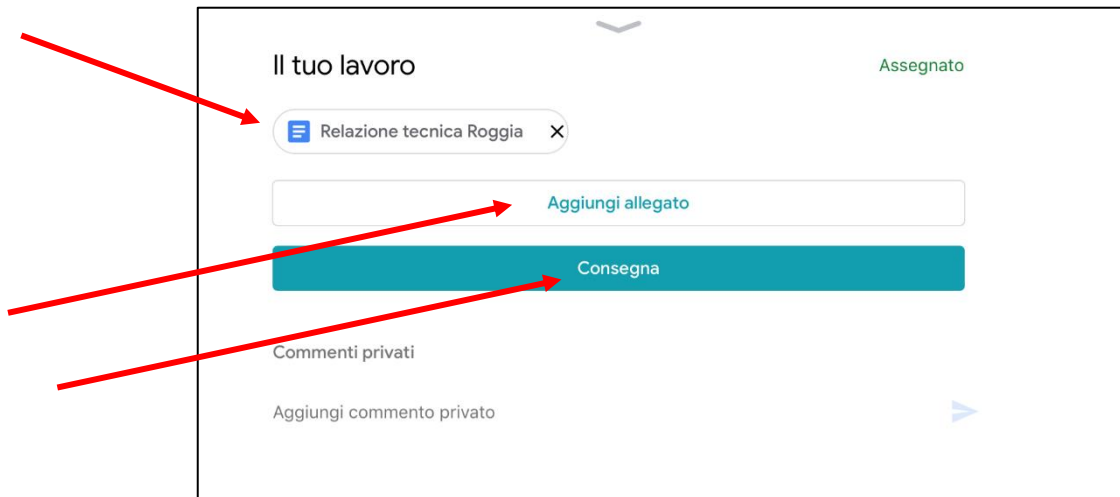 Il tuo lavoro
Assegnato
Relazione tecnica Roggia
Aggiungi allegato
Consegna
Commenti privati
Aggiungi commento privato